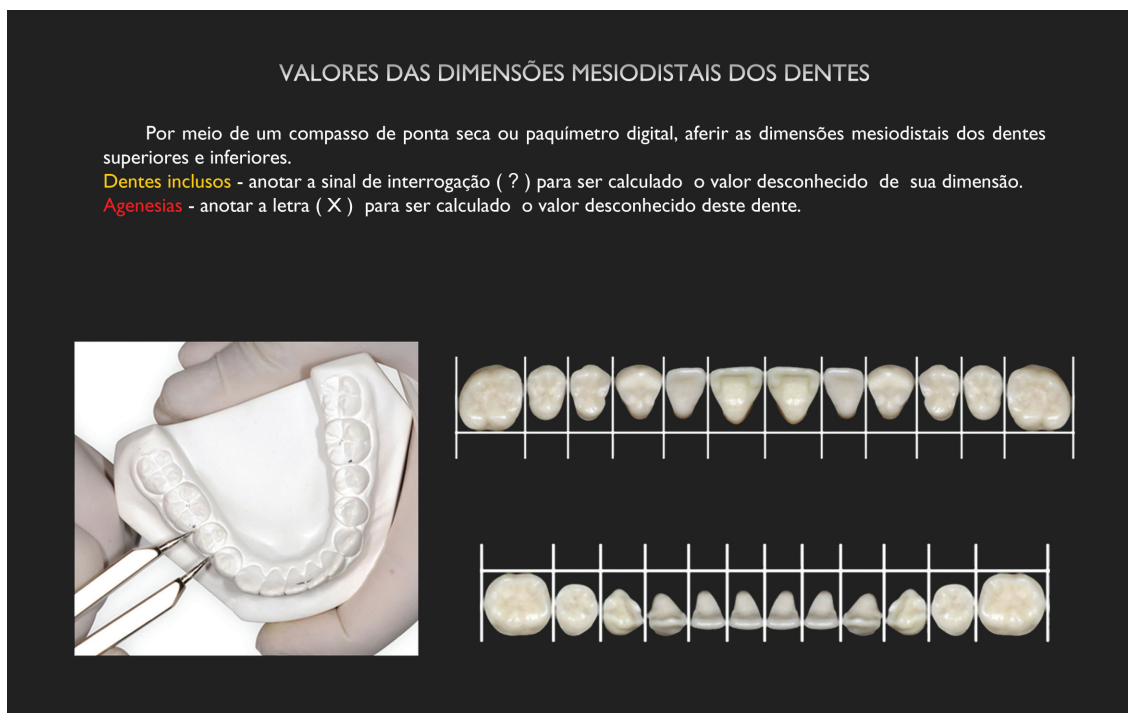 VALORES DAS DIMENSÕES MESIODISTAIS DOS DENTES
Por meio de um compasso de ponta seca ou paquímetro digital, aferir as dimensões mesiodistais dos dentes
superiores e inferiores.
Dentes inclusos - anotar a sinal de interrogação ( ? ) para ser calculado o valor desconhecido de sua dimensão.
Agenesias - anotar a letra ( X ) para ser calculado o valor desconhecido deste dente.